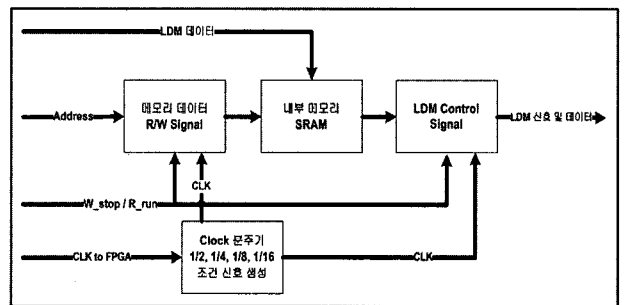 LDM 데이터
메모리 데이터
R/W Signal
내부 메모리
SRAM
LDM Control
Signal
Address
LDM 신호 및 데이터
CLK
W_stop / R_run
Clock 분주기
1/2, 1/4, 1/8, 1/16
조건 신호 생성
CLK to FPGA
CLK